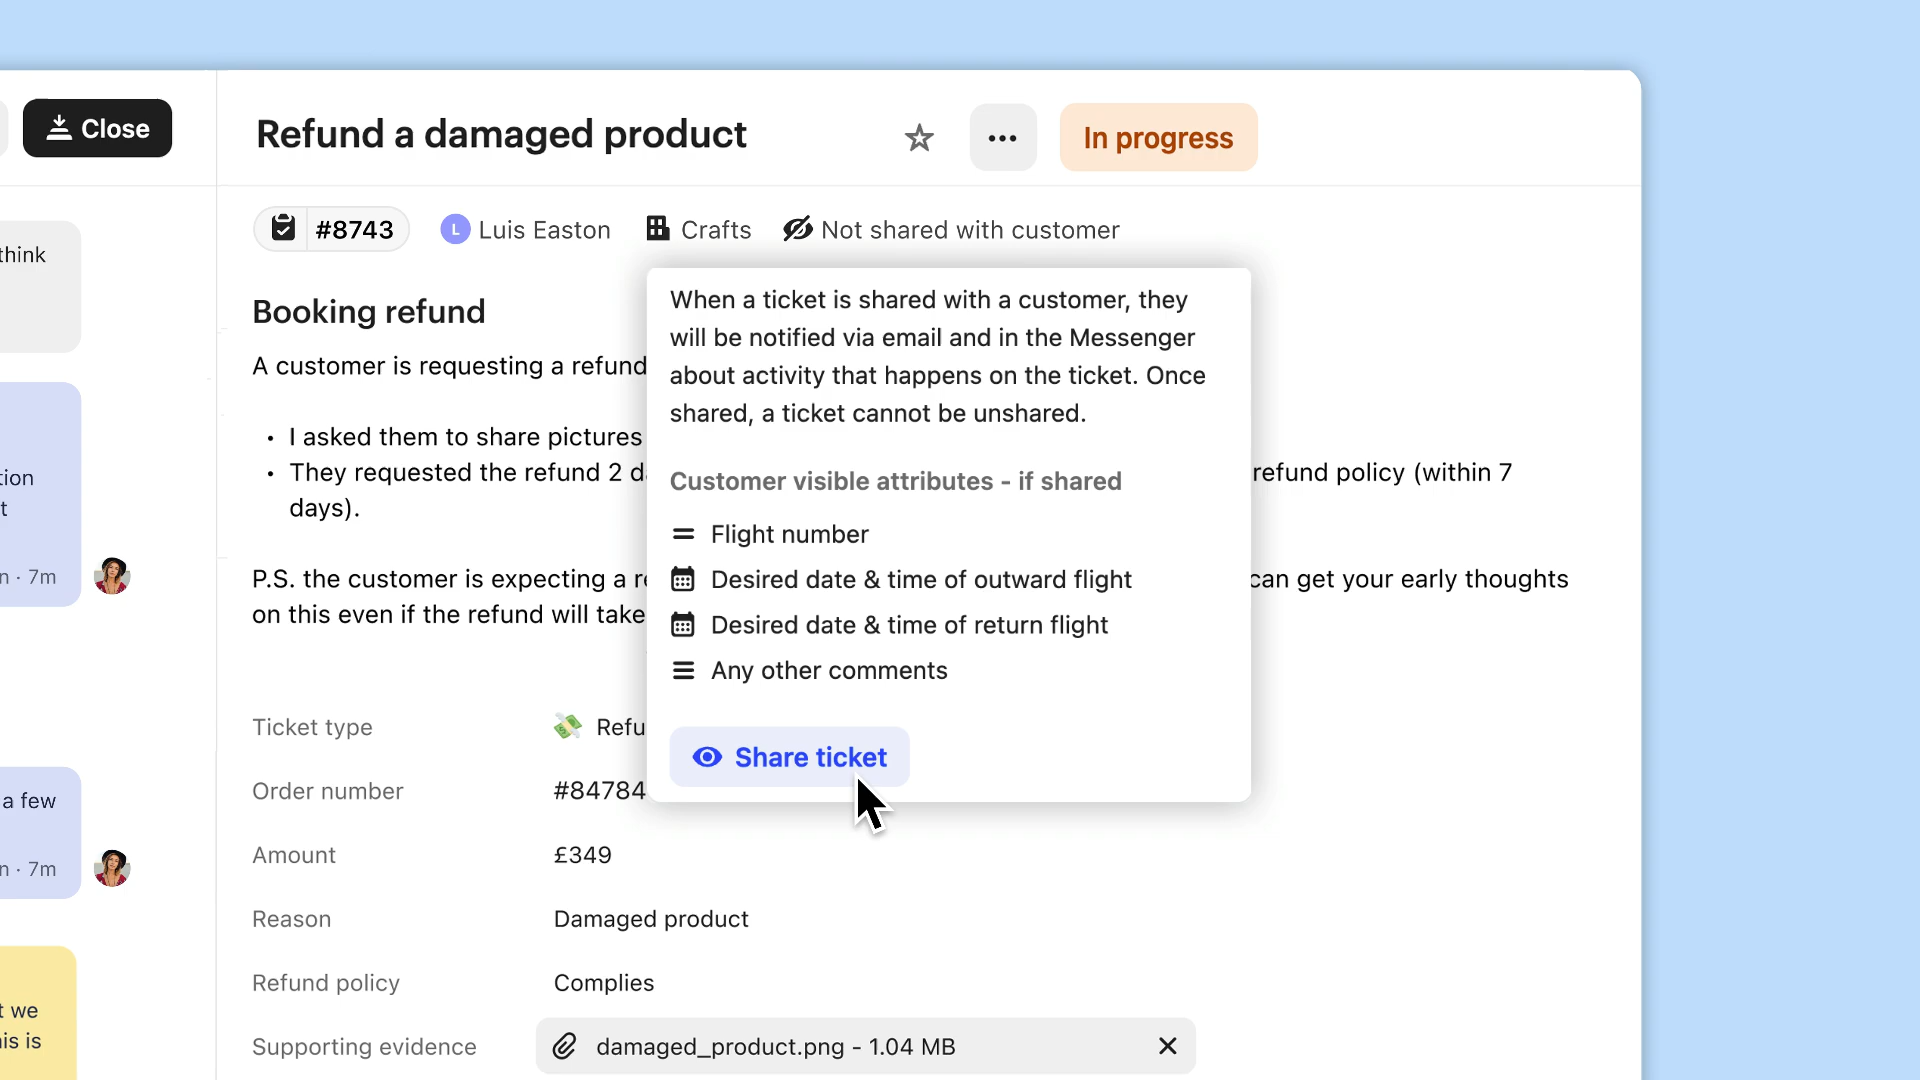 Close
Refund a damaged product
In progress
#8743
L
Luis Easton
Crafts
Not shared with customer
think
tion
t
n · 7m
a few
n · 7m
t we
is is
Booking refund
A customer is requesting a refund
• I asked them to share pictures
• They requested the refund 2 refund policy (within 7
days).
P.S. the customer is expecting a can get your early thoughts
on this even if the refund will take
When a ticket is shared with a customer, they
will be notified via email and in the Messenger
about activity that happens on the ticket. Once
shared, a ticket cannot be unshared.
Customer visible attributes - if shared
Flight number
Desired date & time of outward flight
Desired date & time of return flight
Any other comments
Share ticket
Ticket type Refu
Order number #84784
Amount £349
Reason Damaged product
Refund policy Complies
Supporting evidence damaged_product.png - 1.04 MB